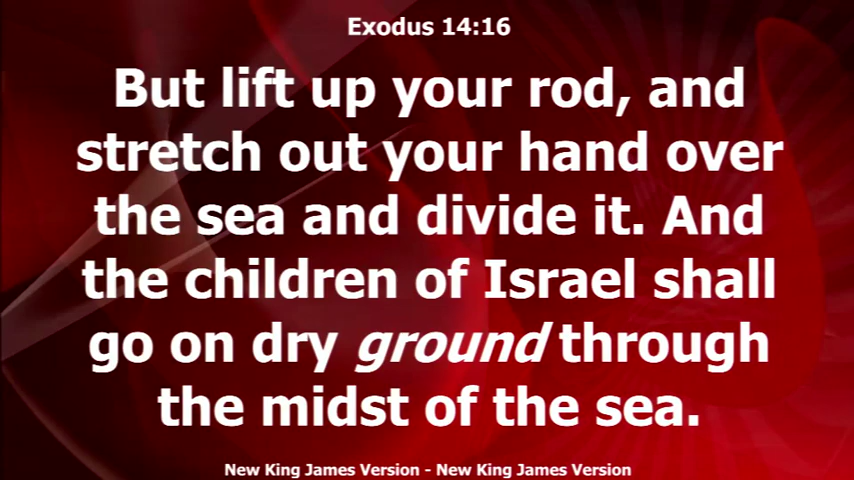 Exodus 14:16
But lift up your rod, and
stretch out your hand over
the sea and divide it. And
the children of Israel shall
go on dry ground through
the midst of the sea.
New King James Version - New King James Version